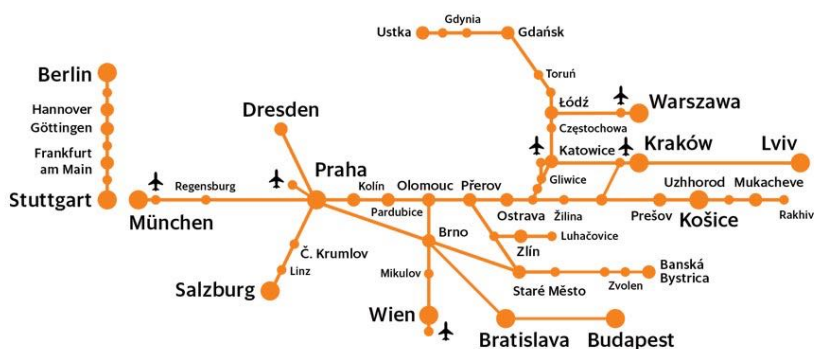 Ustka
Gdynia
Gdańsk
Toruń
Berlin
Hannover
Göttingen
Frankfurt
am Main
Stuttgart
Dresden
Łódź
Warszawa
Częstochowa
Katowice
Kraków
Lviv
Gliwice
München
Regensburg
Praha
Kolín
Pardubice
Olomouc
Přerov
Ostrava
Žilina
Prešov
Uzhhorod
Košice
Mukacheve
Rakhiv
Č. Krumlov
Linz
Salzburg
Brno
Mikulov
Wien
Zlín
Luhačovice
Staré Město
Zvolen
Banská
Bystrica
Bratislava
Budapest